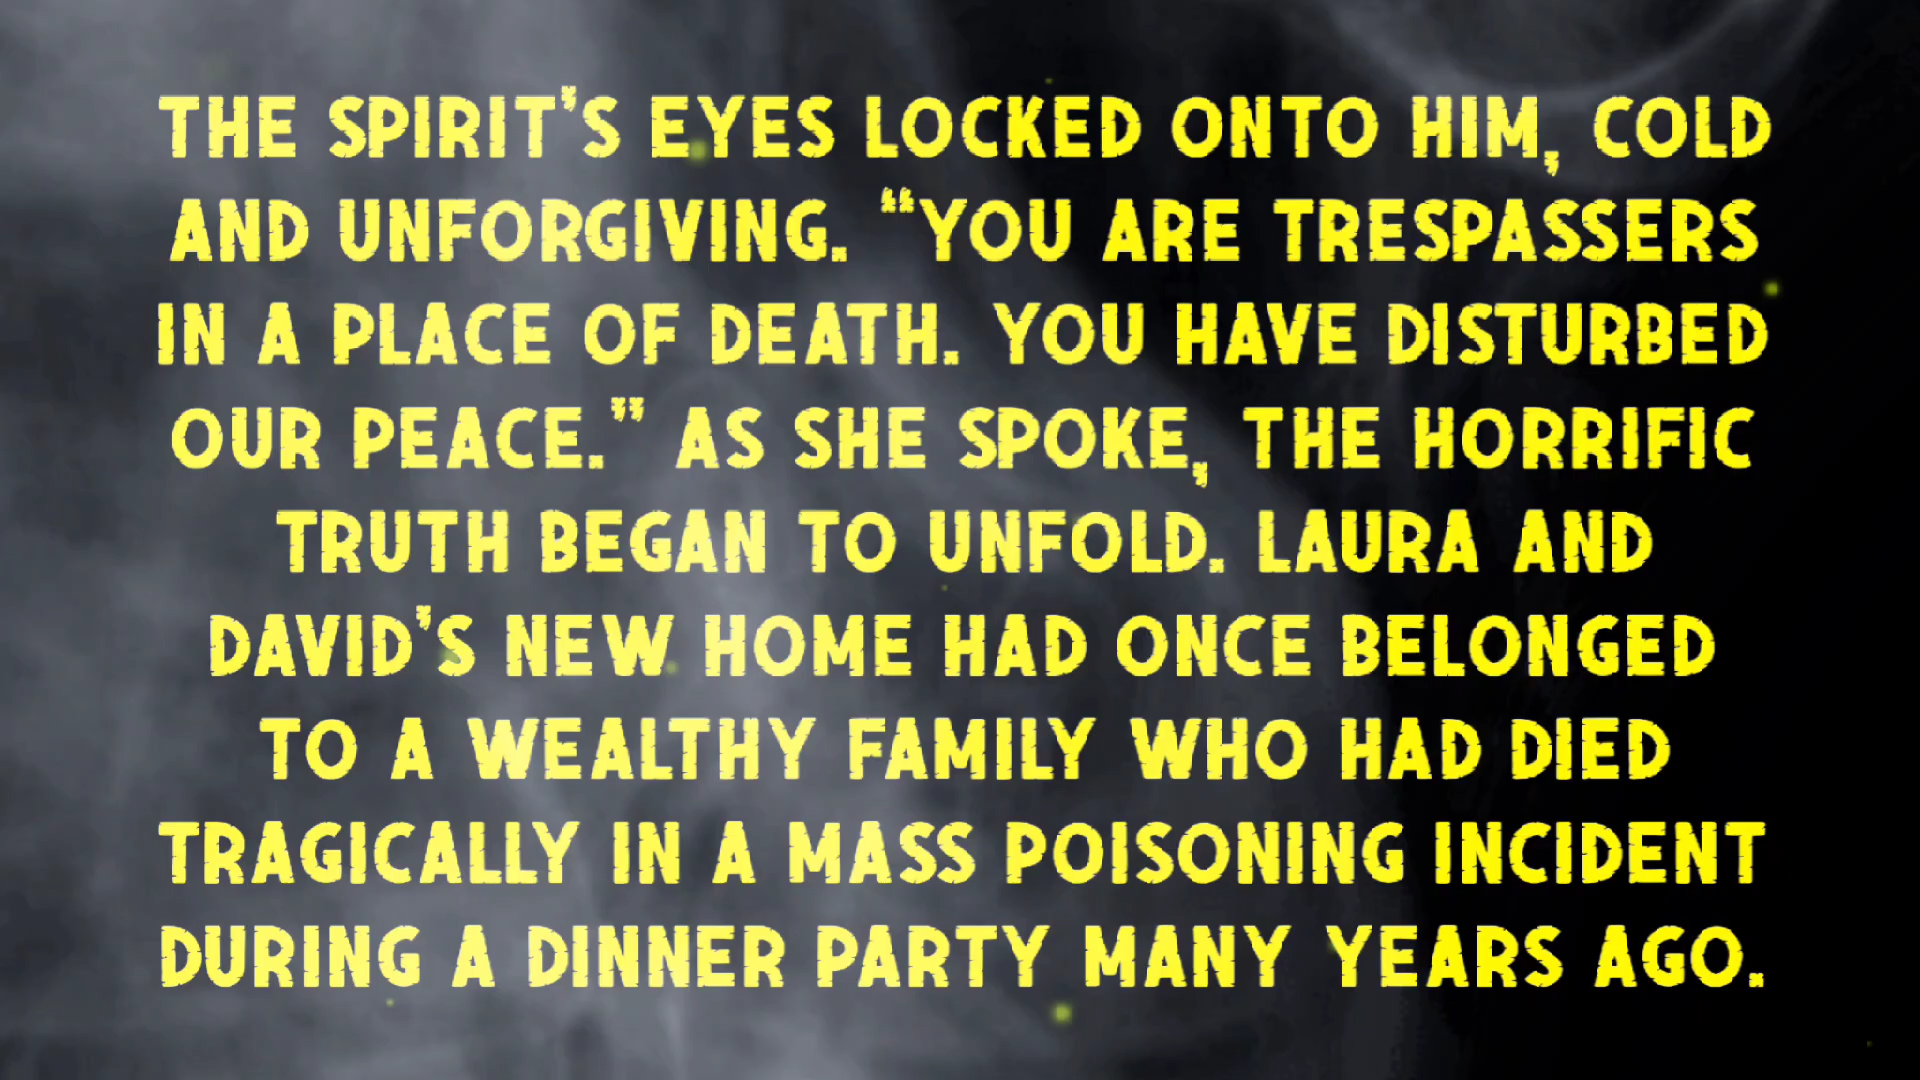 THE SPIRIT’S EYES LOCKED ONTO HIM, COLD
AND UNFORGIVING. “YOU ARE TRESPASSERS
IN A PLACE OF DEATH. YOU HAVE DISTURBED
OUR PEACE.” AS SHE SPOKE, THE HORRIFIC
TRUTH BEGAN TO UNFOLD. LAURA AND
DAVID’S NEW HOME HAD ONCE BELONGED
TO A WEALTHY FAMILY WHO HAD DIED
TRAGICALLY IN A MASS POISONING INCIDENT
DURING A DINNER PARTY MANY YEARS AGO.